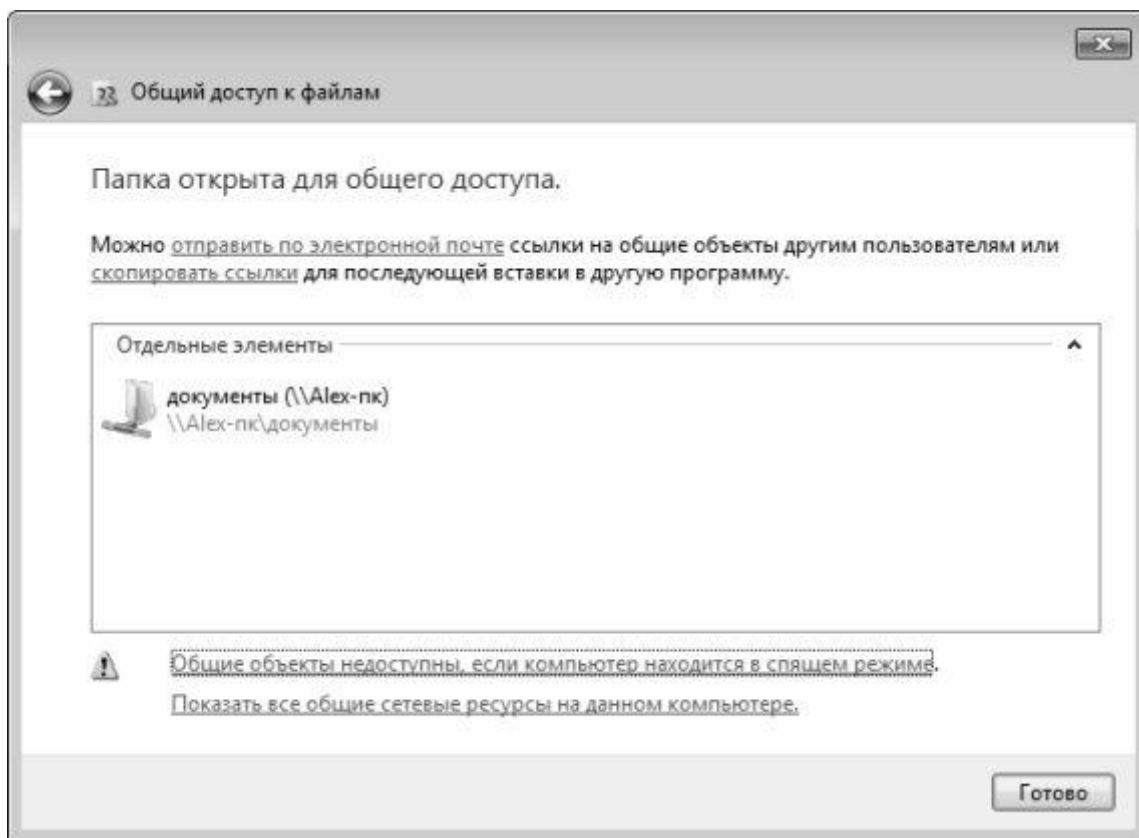 Общий доступ к файлам
Папка открыта для общего доступа.
Можно отправить по электронной почте ссылки на общие объекты другим пользователям или
скопировать ссылки для последующей вставки в другую программу.
Отдельные элементы
документы (\\Alex-пк)
\\Alex-пк\документы
Общие объекты недоступны, если компьютер находится в спящем режиме.
Показать все общие сетевые ресурсы на данном компьютере.
Готово